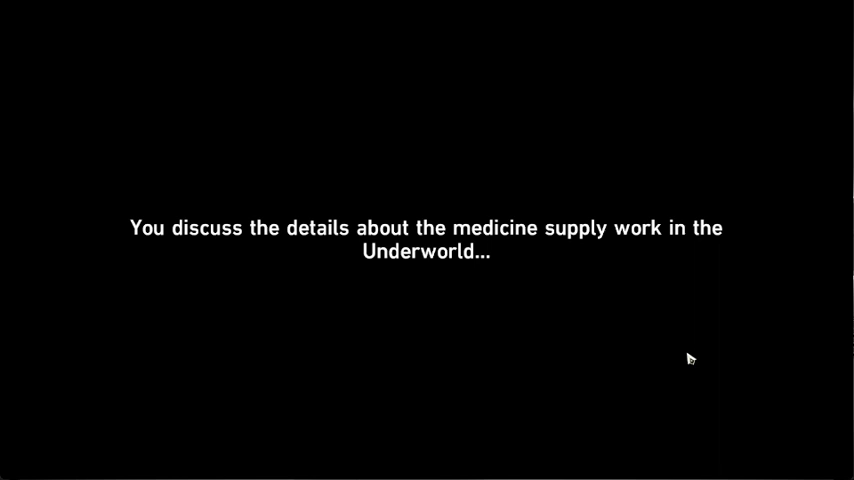 You discuss the details about the medicine supply work in the
Underworld...